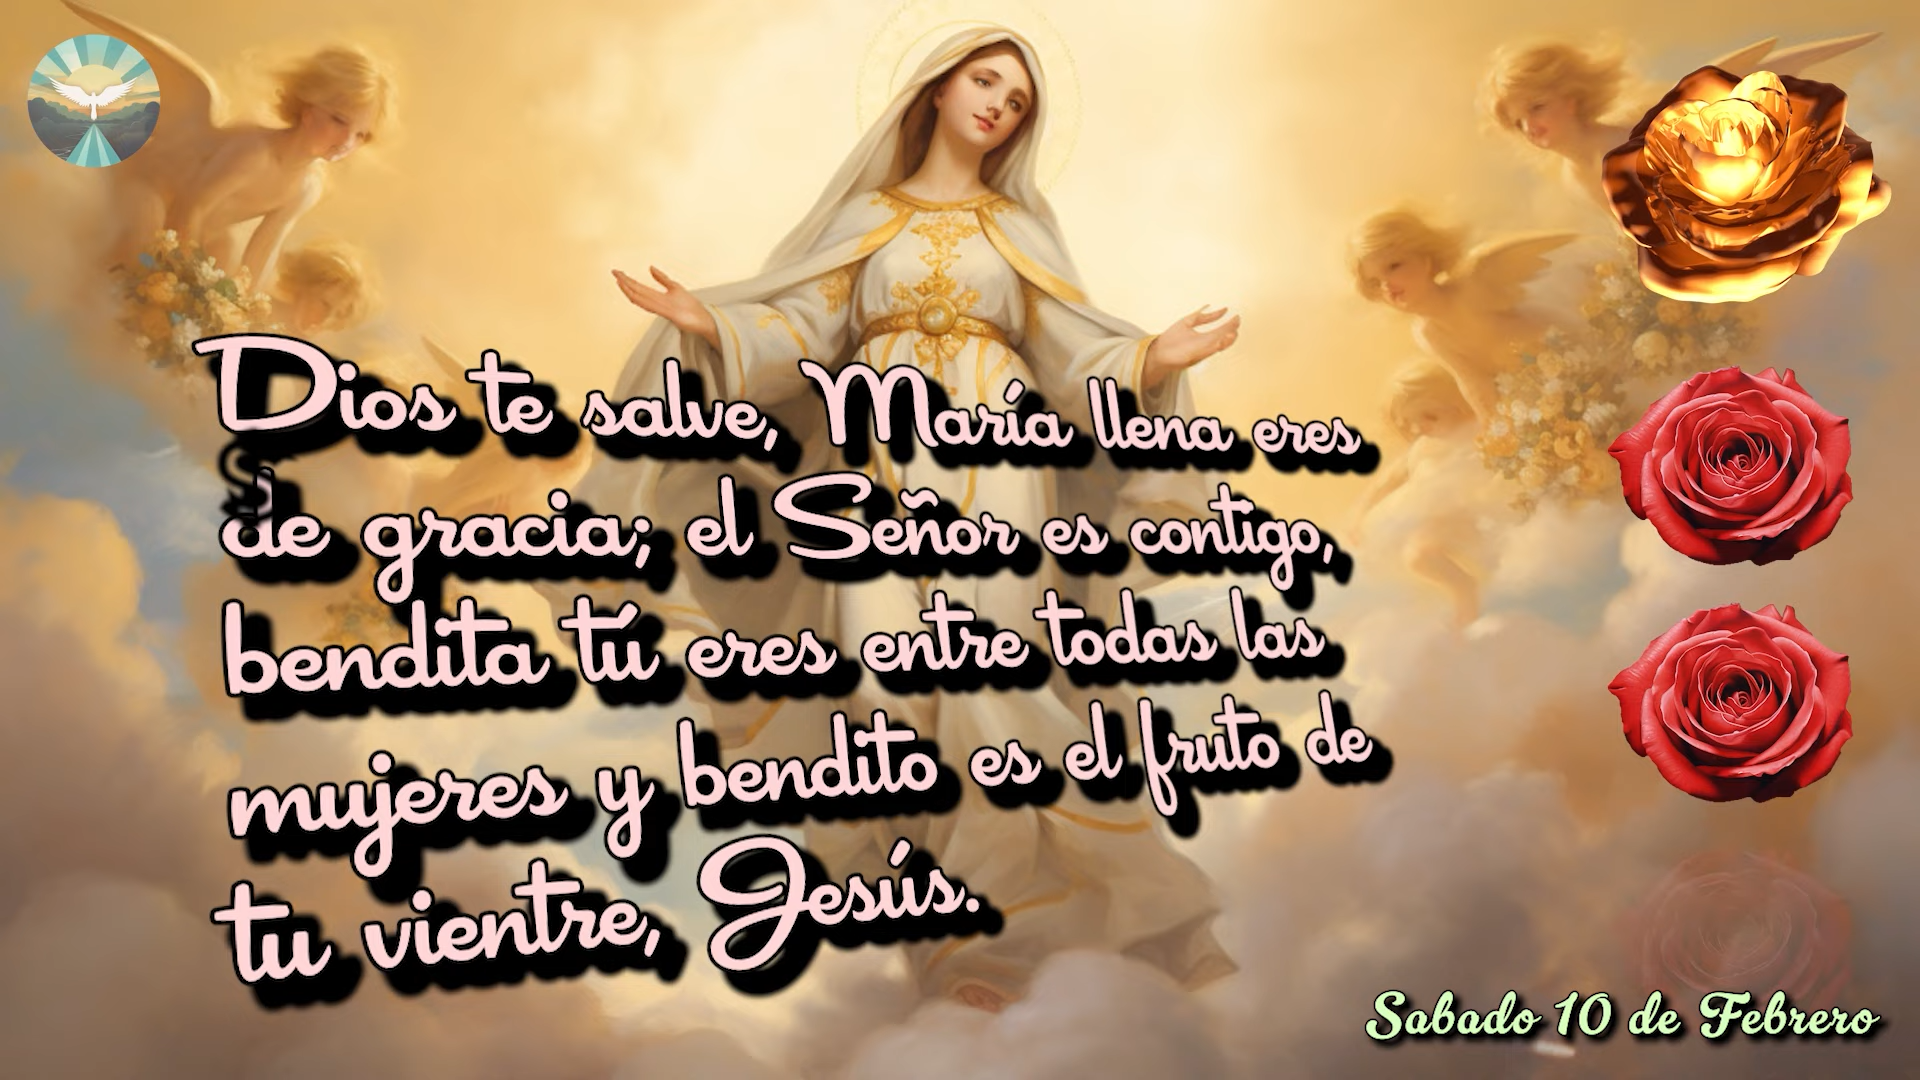 Dios te salve, María llena eres
de gracia; el Señor es contigo,
bendita tú eres entre todas las
mujeres y bendito es el fruto de
tu vientre, Jesús.
Sabado 10 de Febrero